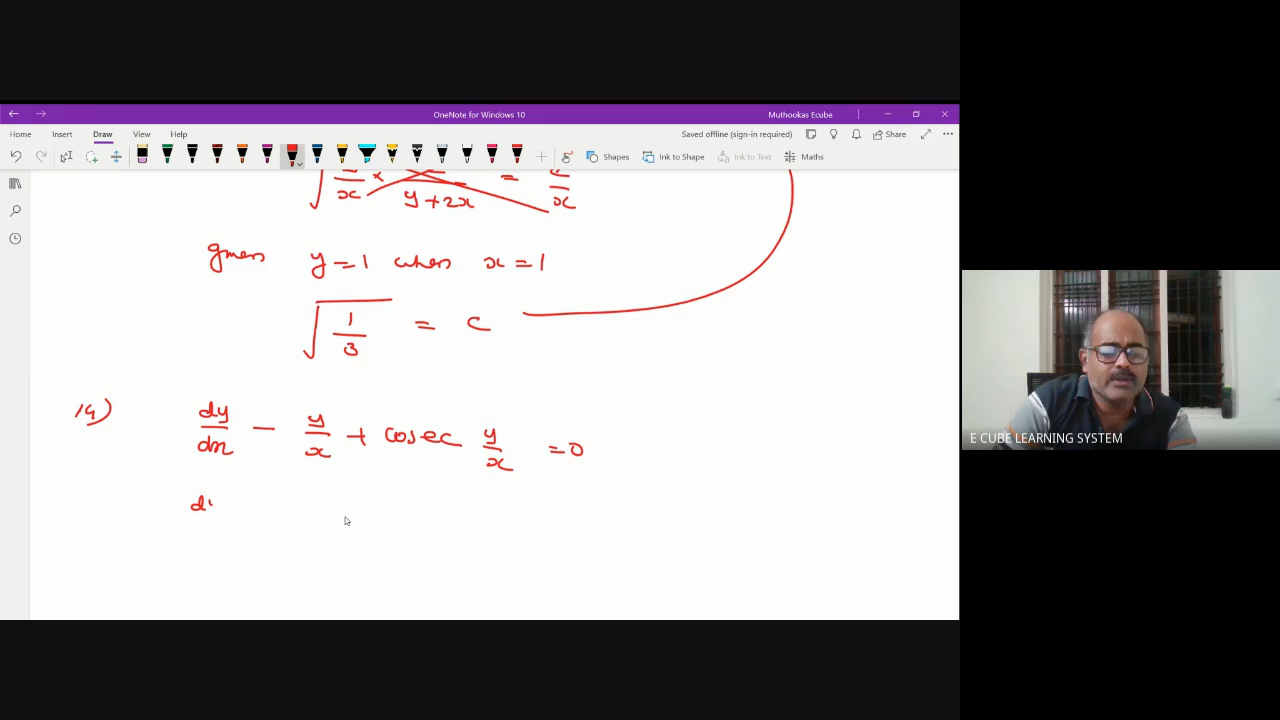 OneNote for Windows 10
Muthookas Ecube
Home Insert Draw View Help
Saved offline (sign-in required)
Share
Shapes
Ink to Shape
Ink to Text
Maths
√ x × y + 2x = x
y = 1 when x = 1
√ 1/3 = c
14) dy/dx - y/x + cosec y/x = 0
E CUBE LEARNING SYSTEM